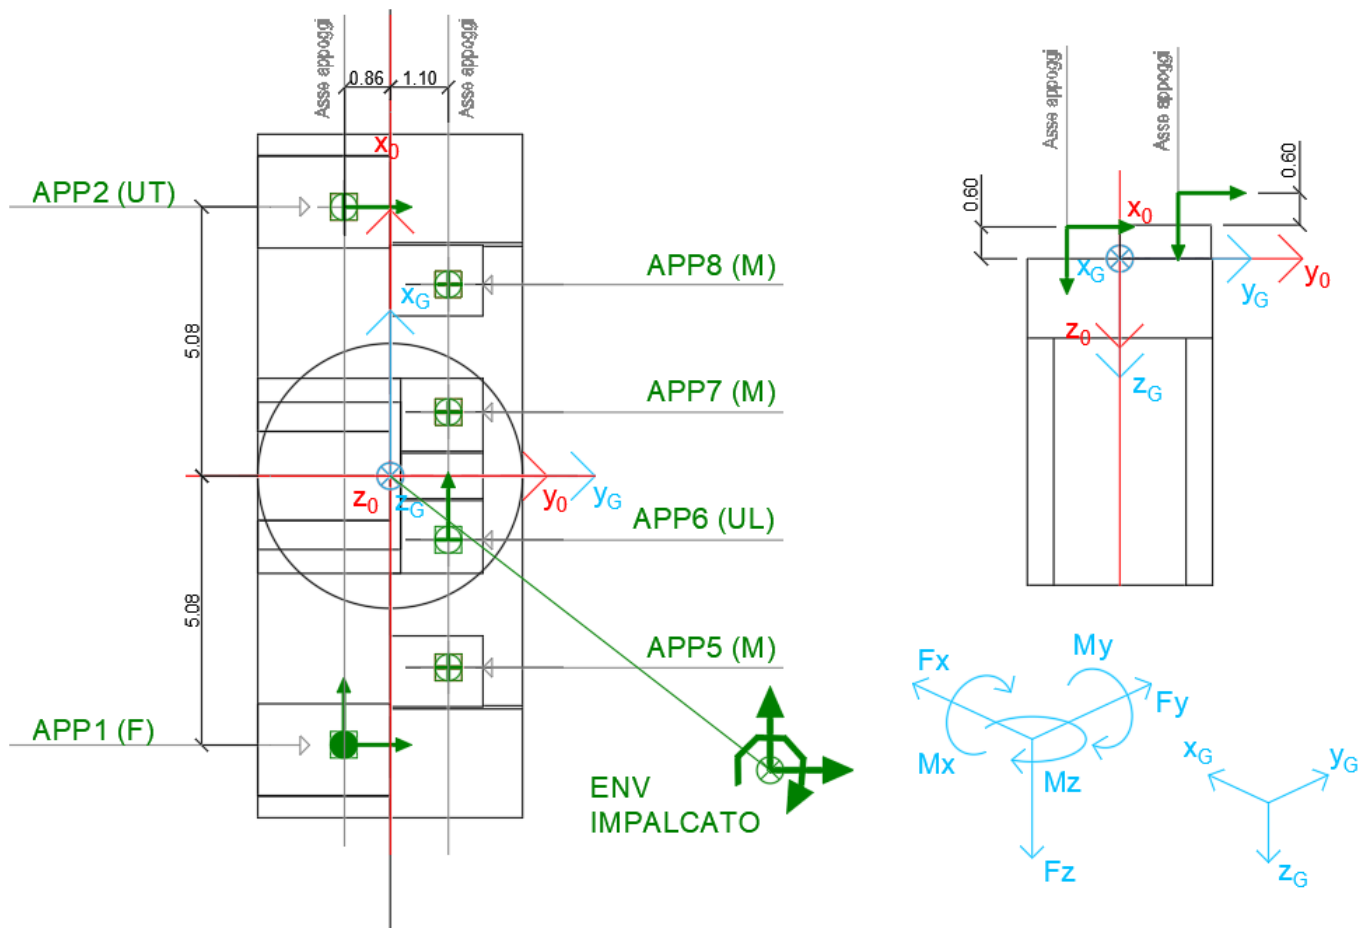 Asse appoggi
Asse appoggi
0.86
1.10
x0
APP2 (UT)
APP8 (M)
xG
5.08
APP7 (M)
z0
zG
y0
yG
APP6 (UL)
5.08
APP5 (M)
APP1 (F)
ENV
IMPALCATO
Asse appoggi
Asse appoggi
0.60
0.60
x0
xG
yG
y0
z0
zG
Fx
My
Fy
Mx
Mz
Fz
xG
yG
zG